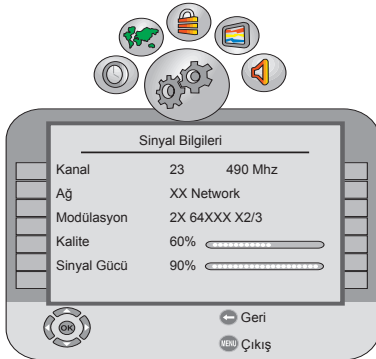 Sinyal Bilgileri
Kanal 23 490 Mhz
Ağ XX Network
Modülasyon 2X 64XXX X2/3
Kalite 60%
Sinyal Gücü 90%
OK
Geri
MENU Çıkış